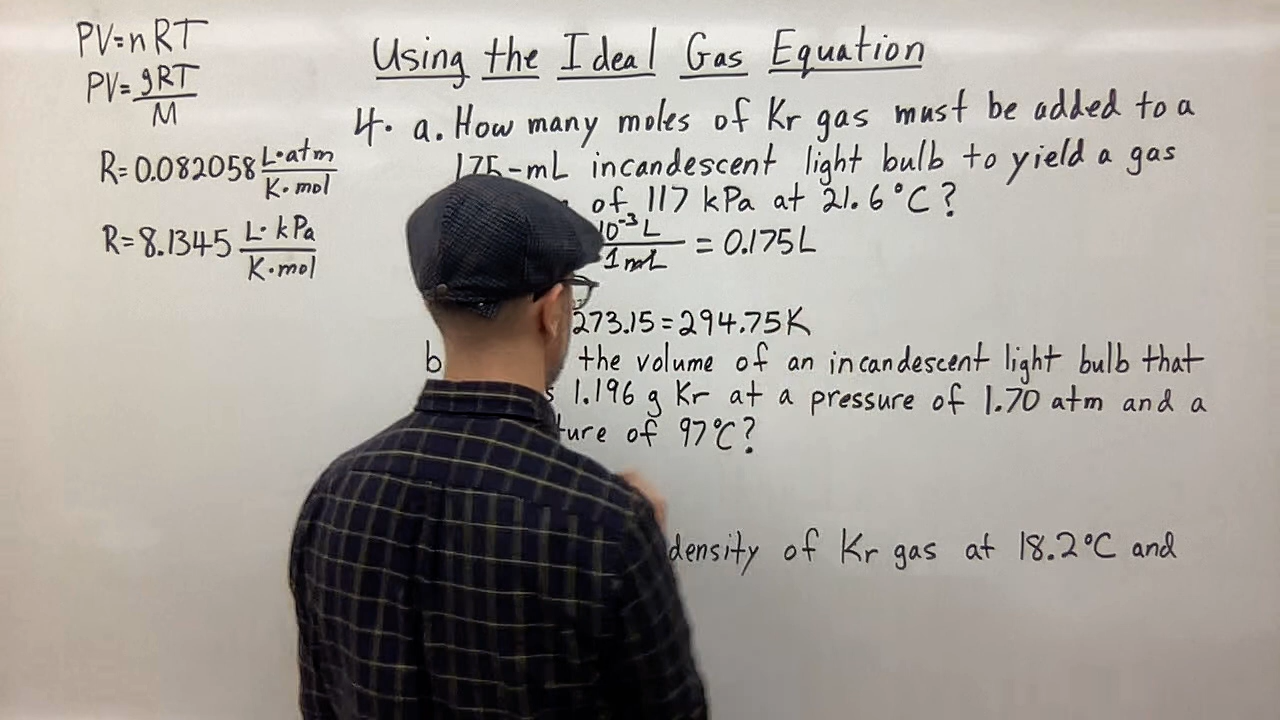 PV=nRT
PV=gRT
M
R=0.082058 L·atm
K·mol
R=8.1345 L·kPa
K·mol
Using the Ideal Gas Equation
4. a. How many moles of Kr gas must be added to a
175-mL incandescent light bulb to yield a gas
of 117 kPa at 21.6°C?
10⁻³ L
1 mL
= 0.175L
273.15=294.75K
b the volume of an incandescent light bulb that
1.196 g Kr at a pressure of 1.70 atm and a
of 97°C?
density of Kr gas at 18.2°C and